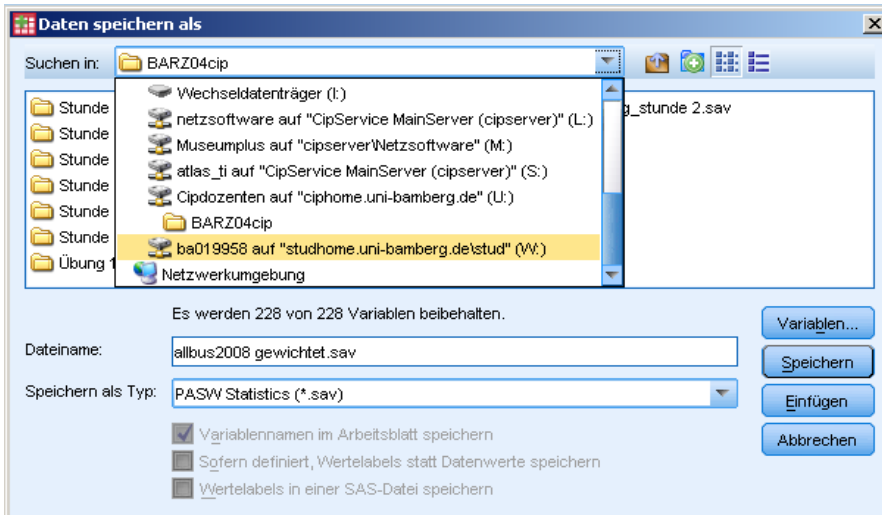 Daten speichern als
Suchen in: BARZ04cip
Stunde
Stunde
Stunde
Stunde
Stunde
Stunde
Übung 1
g_stunde 2.sav
Wechseldatenträger (I:)
netzsoftware auf "CipService MainServer (cipserver)" (L:)
Museumplus auf "cipserver\Netzsoftware" (M:)
atlas_ti auf "CipService MainServer (cipserver)" (S:)
Cipdozenten auf "ciphome.uni-bamberg.de" (U:)
BARZ04cip
ba019958 auf "studhome.uni-bamberg.de\stud" (W:)
Netzwerkumgebung
Es werden 228 von 228 Variablen beibehalten.
Variablen...
Dateiname: allbus2008 gewichtet.sav
Speichern
Speichern als Typ: PASW Statistics (*.sav)
Einfügen
Variablennamen im Arbeitsblatt speichern
Abbrechen
Sofern definiert, Wertelabels statt Datenwerte speichern
Wertelabels in einer SAS-Datei speichern